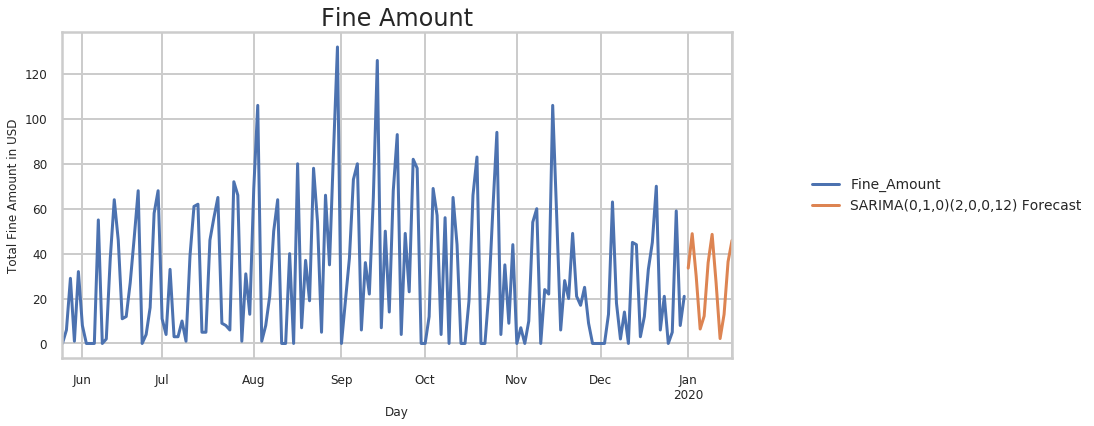 Fine Amount
Total Fine Amount in USD
120
100
80
60
40
20
0
Jun Jul Aug Sep Oct Nov Dec Jan
2020
Day
Fine_Amount
SARIMA(0,1,0)(2,0,0,12) Forecast